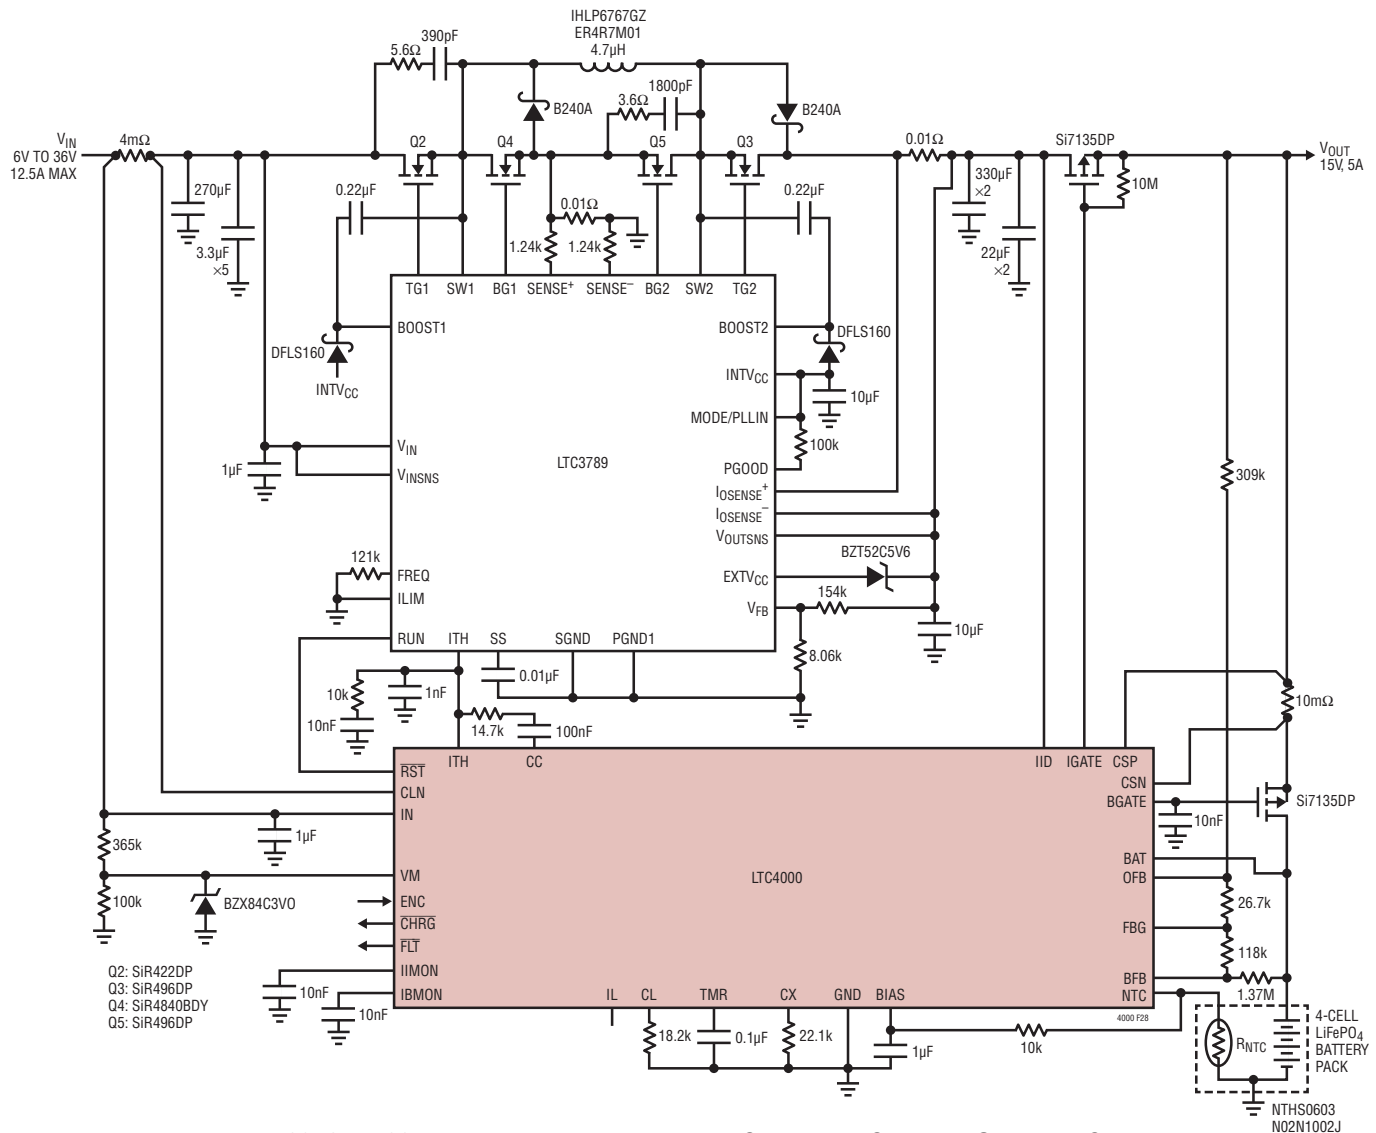 IHLP6767GZ
ER4R7M01
4.7µH
390pF
5.6Ω
1800pF
3.6Ω
B240A
B240A
V_IN
6V TO 36V
12.5A MAX
4mΩ
Q2
Q4
Q5
Q3
0.01Ω
Si7135DP
V_OUT
15V, 5A
270µF
3.3µF
×5
0.22µF
0.01Ω
1.24k
1.24k
0.22µF
330µF
×2
22µF
×2
10M
TG1
SW1
BG1
SENSE+
SENSE–
BG2
SW2
TG2
BOOST1
BOOST2
DFLS160
INTVCC
DFLS160
INTVCC
10µF
MODE/PLLIN
100k
PGOOD
VIN
VINSNS
1µF
LTC3789
309k
IOSENSE+
IOSENSE–
VOUTSNS
BZT52C5V6
EXTVCC
154k
VFB
10µF
8.06k
121k
FREQ
ILIM
RUN
ITH
SS
SGND
PGND1
0.01µF
10k
1nF
10nF
14.7k
100nF
10mΩ
RST
ITH
CC
IID
IGATE
CSP
CSN
CLN
BGATE
Si7135DP
10nF
IN
1µF
365k
VM
BAT
OFB
LTC4000
100k
BZX84C3VO
ENC
CHRG
FLT
26.7k
FBG
118k
IIMON
BFB
1.37M
IBMON
NTC
10nF
10nF
Q2: SiR422DP
Q3: SiR496DP
Q4: SiR4840BDY
Q5: SiR496DP
IL
CL
TMR
CX
GND
BIAS
4000 F28
18.2k
0.1µF
22.1k
1µF
10k
RNTC
4-CELL
LiFePO4
BATTERY
PACK
NTHS0603
N02N1002J